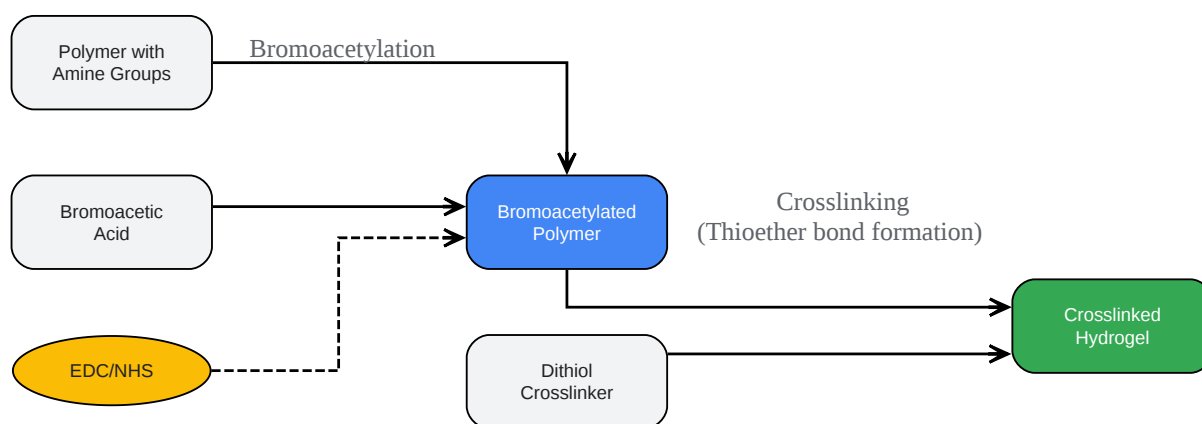 Polymer with
Amine Groups
Bromoacetylation
Bromoacetic
Acid
Bromoacetylated
Polymer
Crosslinking
(Thioether bond formation)
Crosslinked
Hydrogel
EDC/NHS
Dithiol
Crosslinker